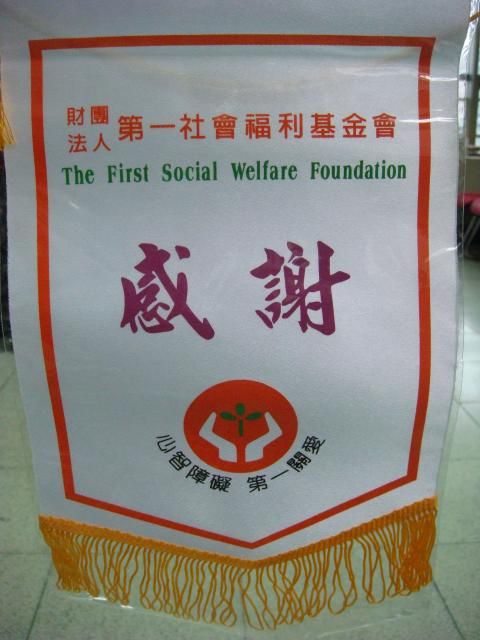 財團法人 第一社會福利基金會
The First Social Welfare Foundation
感謝
心智障礙 第一關愛